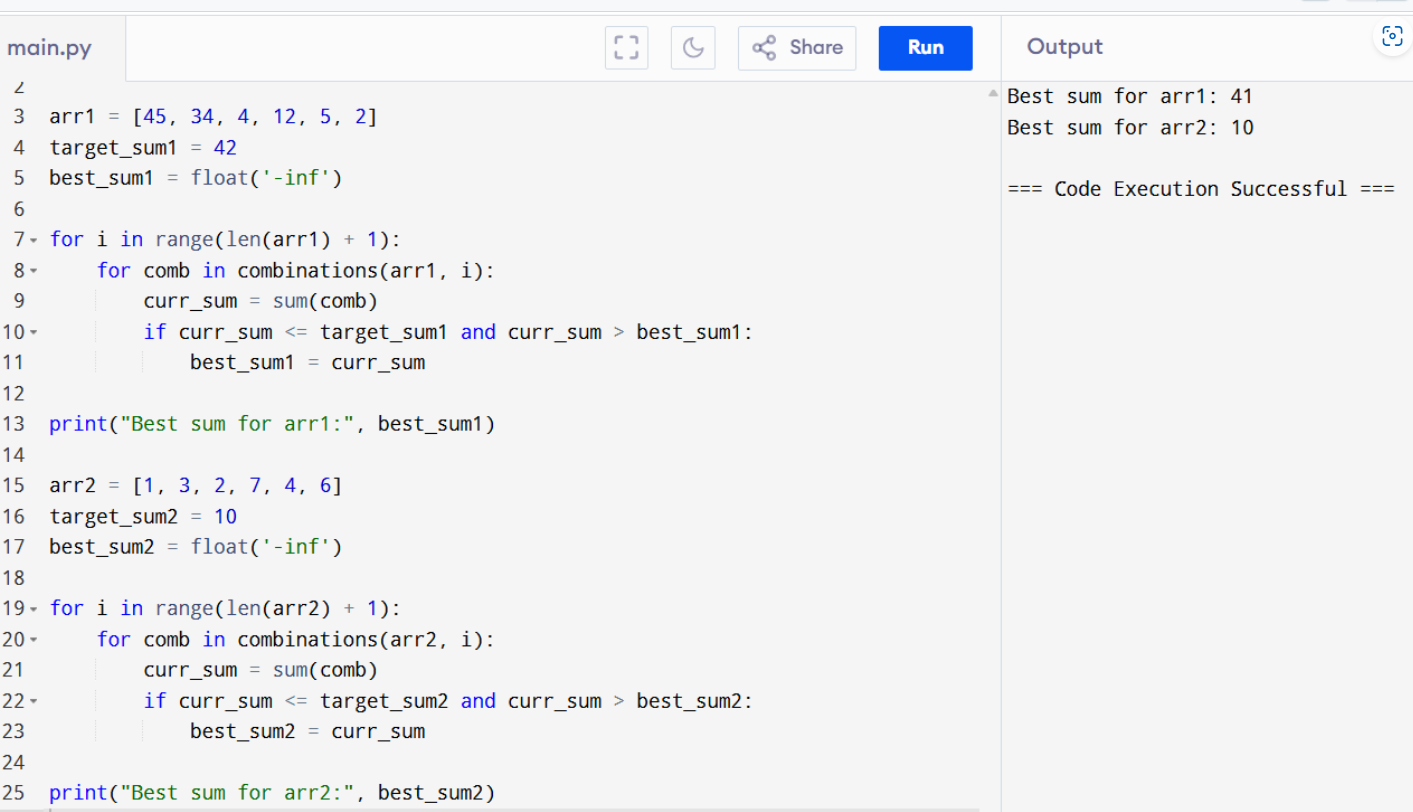 main.py
Share
Run
Output
2
3 arr1 = [45, 34, 4, 12, 5, 2]
4 target_sum1 = 42
5 best_sum1 = float('-inf')
6
7 for i in range(len(arr1) + 1):
8     for comb in combinations(arr1, i):
9         curr_sum = sum(comb)
10         if curr_sum <= target_sum1 and curr_sum > best_sum1:
11             best_sum1 = curr_sum
12
13 print("Best sum for arr1:", best_sum1)
14
15 arr2 = [1, 3, 2, 7, 4, 6]
16 target_sum2 = 10
17 best_sum2 = float('-inf')
18
19 for i in range(len(arr2) + 1):
20     for comb in combinations(arr2, i):
21         curr_sum = sum(comb)
22         if curr_sum <= target_sum2 and curr_sum > best_sum2:
23             best_sum2 = curr_sum
24
25 print("Best sum for arr2:", best_sum2)
Best sum for arr1: 41
Best sum for arr2: 10
=== Code Execution Successful ===